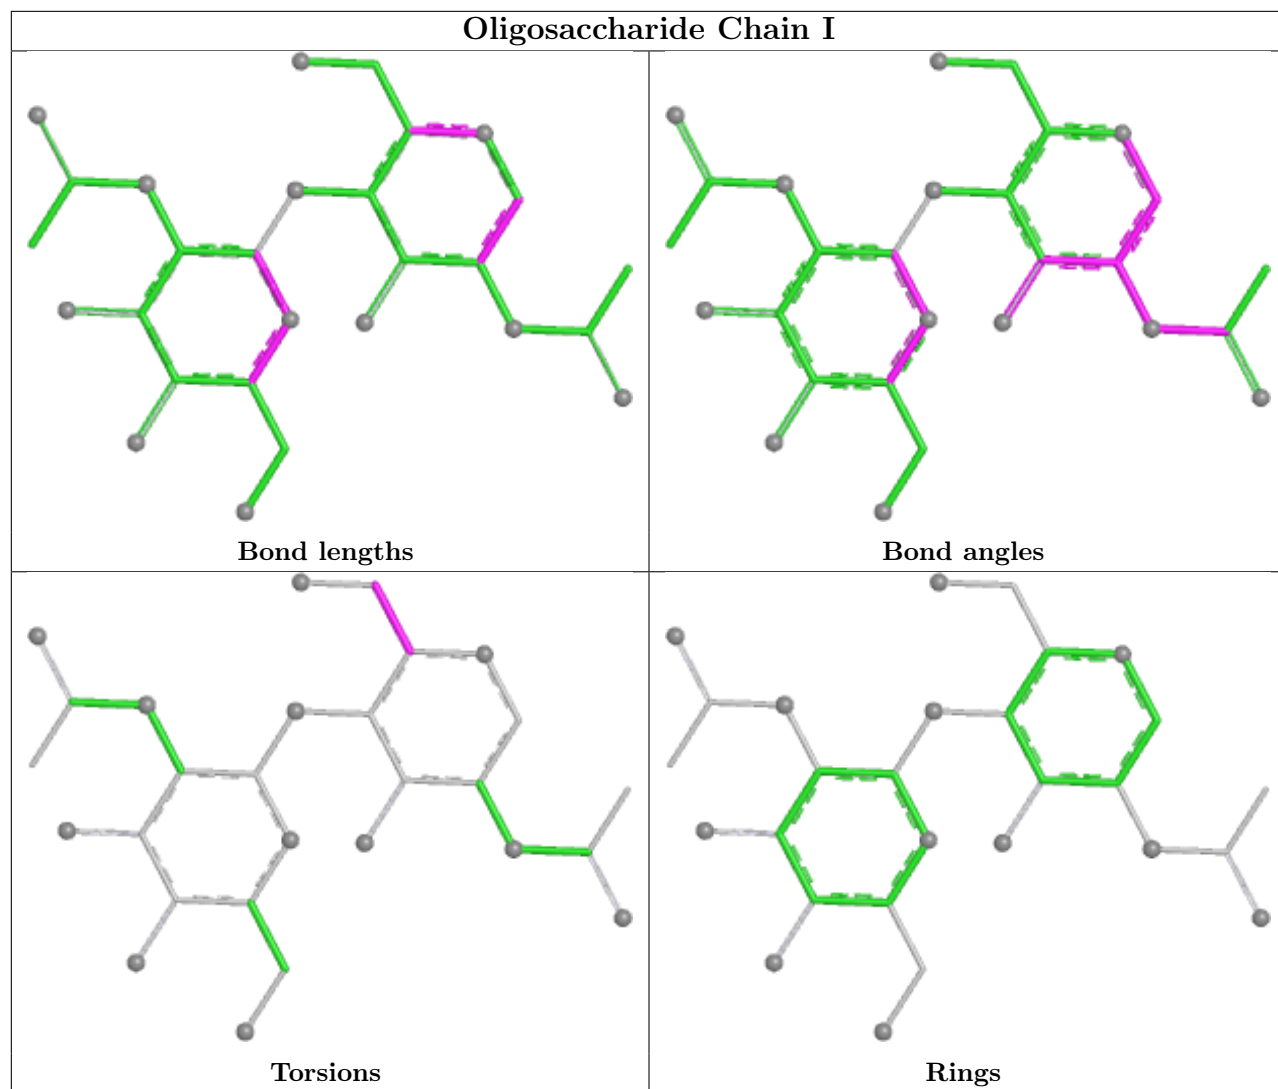 Oligosaccharide Chain I
Bond lengths
Bond angles
Torsions
Rings